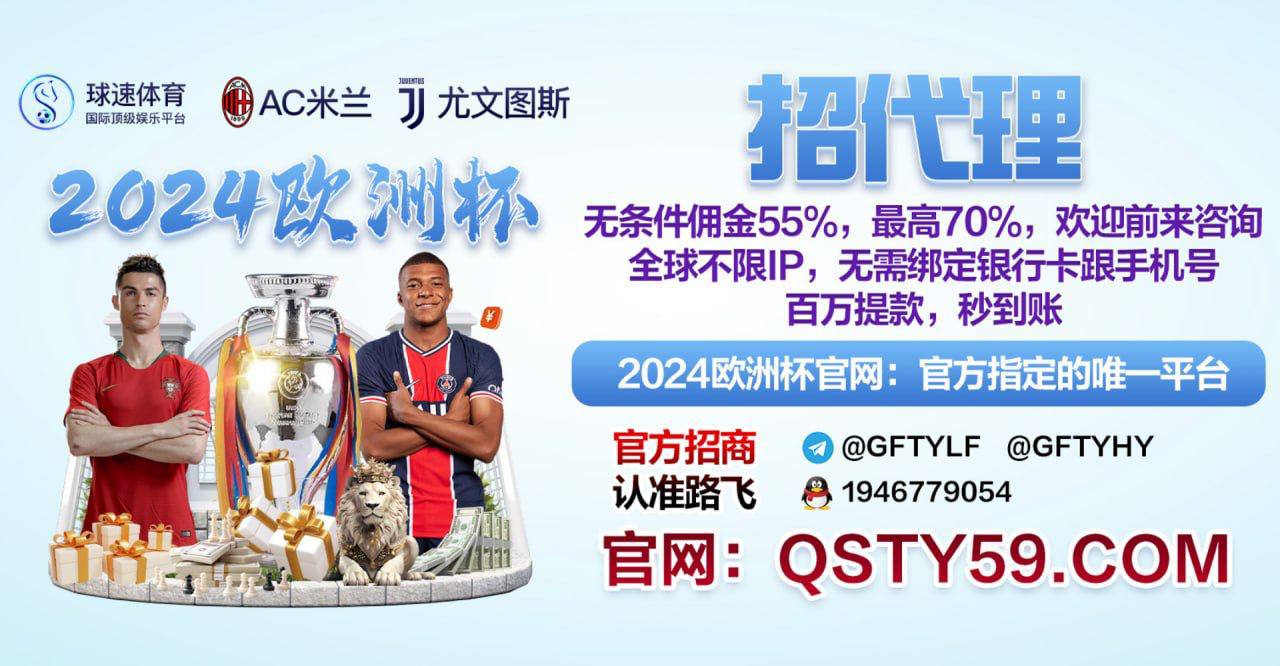 球速体育
国际顶级娱乐平台
ACM
1899
AC米兰
JUVENTUS
尤文图斯
2024欧洲杯
招代理
无条件佣金55%，最高70%，欢迎前来咨询
全球不限IP，无需绑定银行卡跟手机号
百万提款，秒到账
2024欧洲杯官网：官方指定的唯一平台
官方招商
@GFTYLF @GFTYHY
认准路飞
1946779054
官网：QSTY59.COM
¥